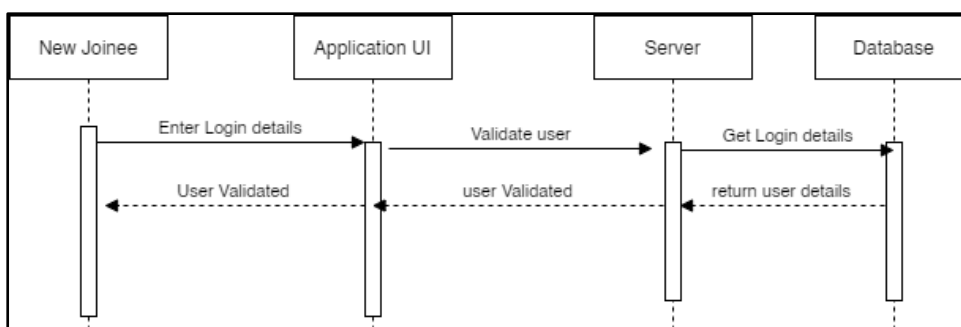 New Joinee
Application UI
Server
Database
Enter Login details
Validate user
Get Login details
User Validated
user Validated
return user details